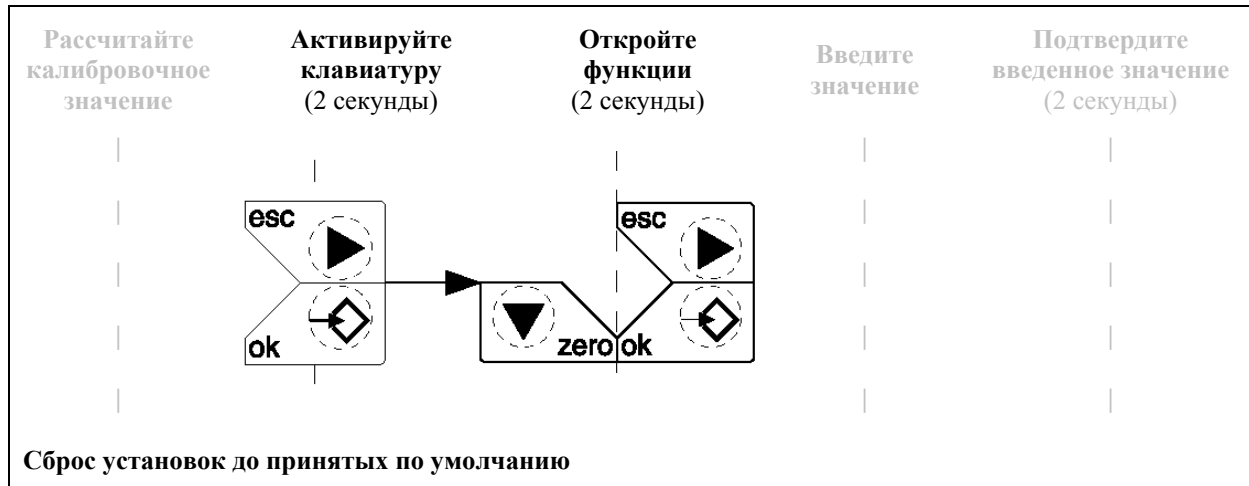 Рассчитайте
калибровочное
значение
Активируйте
клавиатуру
(2 секунды)
Откройте
функции
(2 секунды)
Введите
значение
Подтвердите
введенное значение
(2 секунды)
esc
ok
esc
zero ok
Сброс установок до принятых по умолчанию